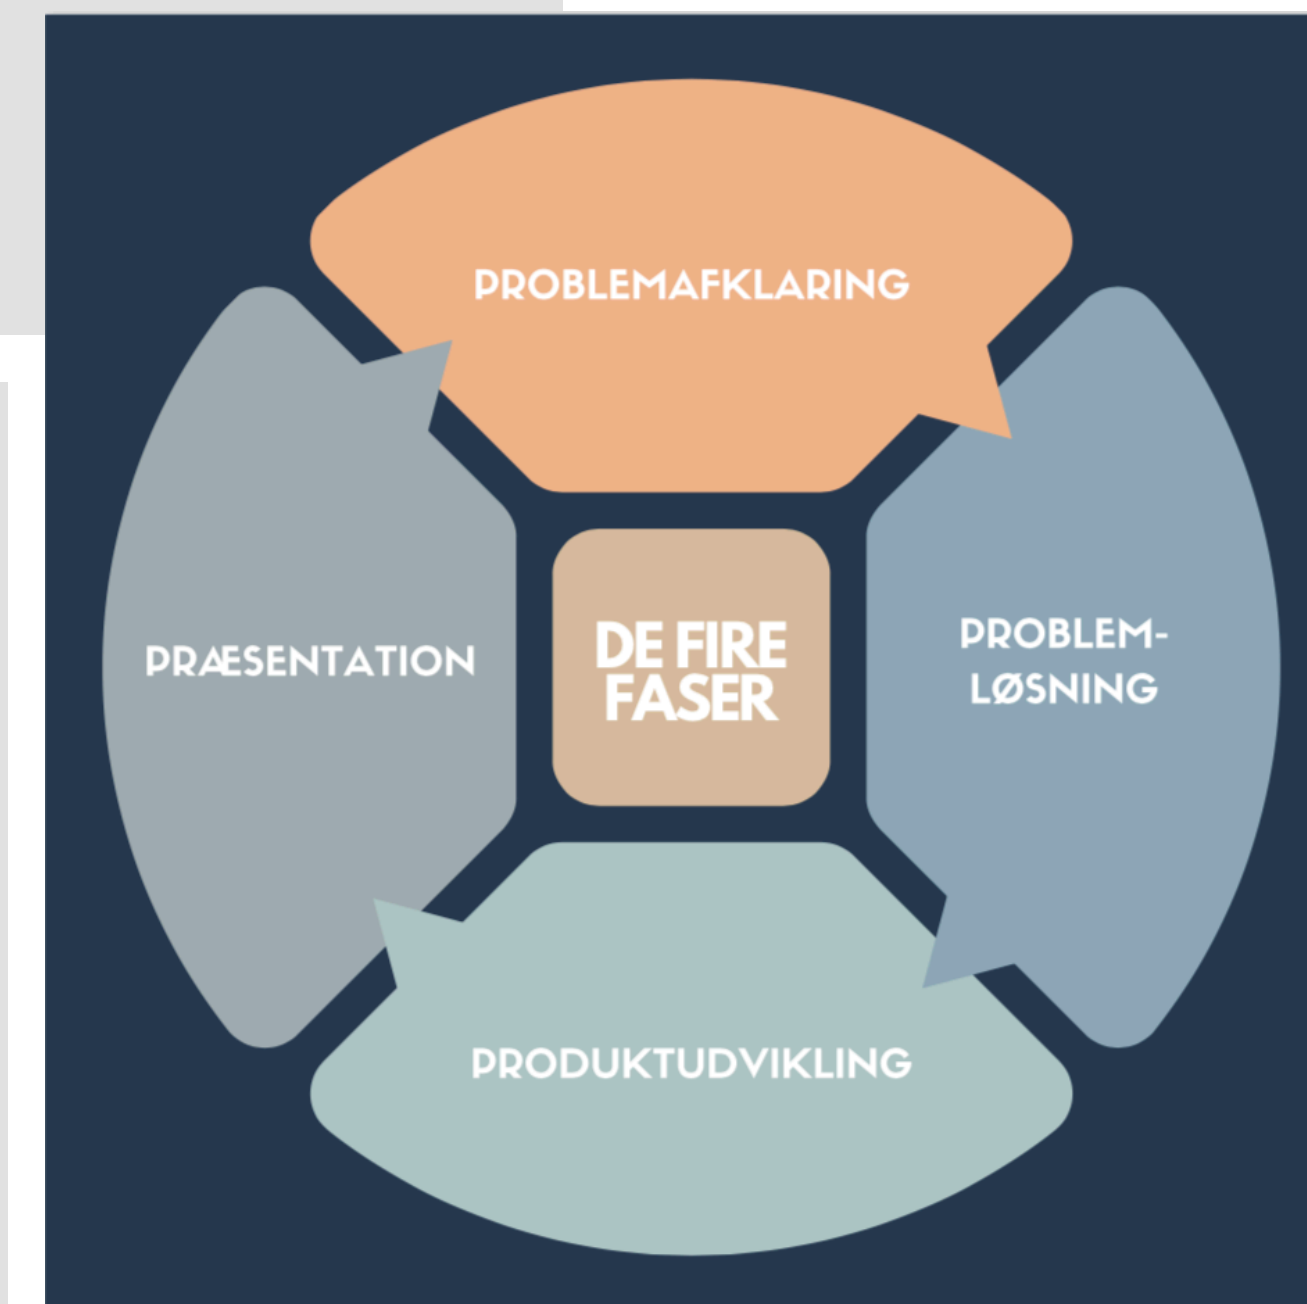 PROBLEMAFKLARING
PROBLEM-
LØSNING
PRODUKTUDVIKLING
PRÆSENTATION
DE FIRE
FASER